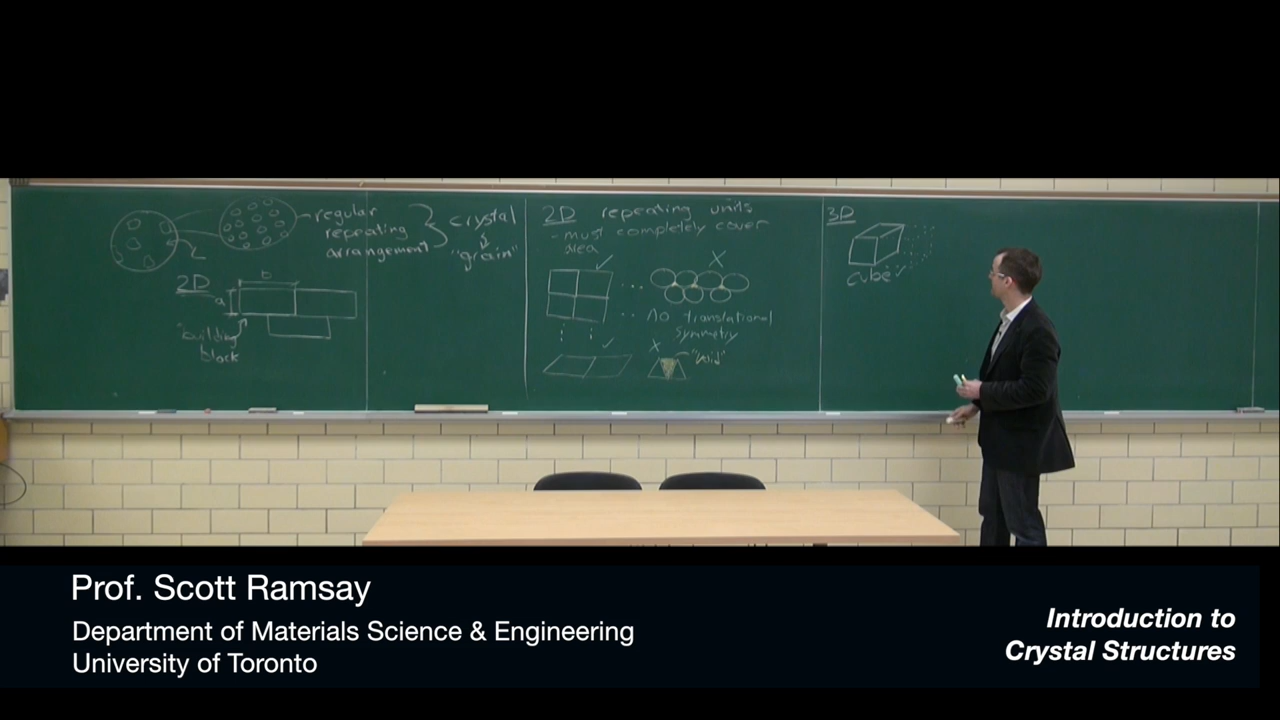 regular
repeating
arrangement
crystal
"grain"
2D
b
a
"building
block
2D repeating units
- must completely cover
area
✓
X
...
...
no translational
symmetry
✓
X
"void"
3D
cube ✓
Prof. Scott Ramsay
Department of Materials Science & Engineering
University of Toronto
Introduction to
Crystal Structures